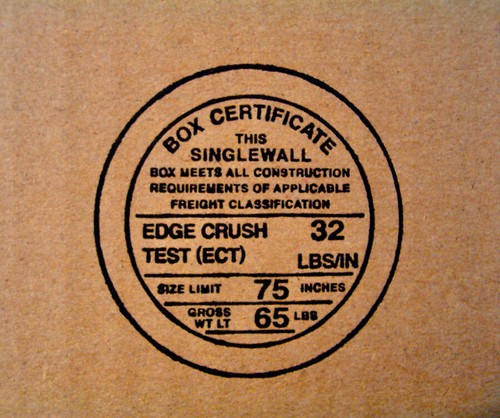 BOX CERTIFICATE
THIS
SINGLEWALL
BOX MEETS ALL CONSTRUCTION
REQUIREMENTS OF APPLICABLE
FREIGHT CLASSIFICATION
EDGE CRUSH 32
TEST (ECT) LBS/IN
SIZE LIMIT 75 INCHES
GROSS
WT LT 65 LBS